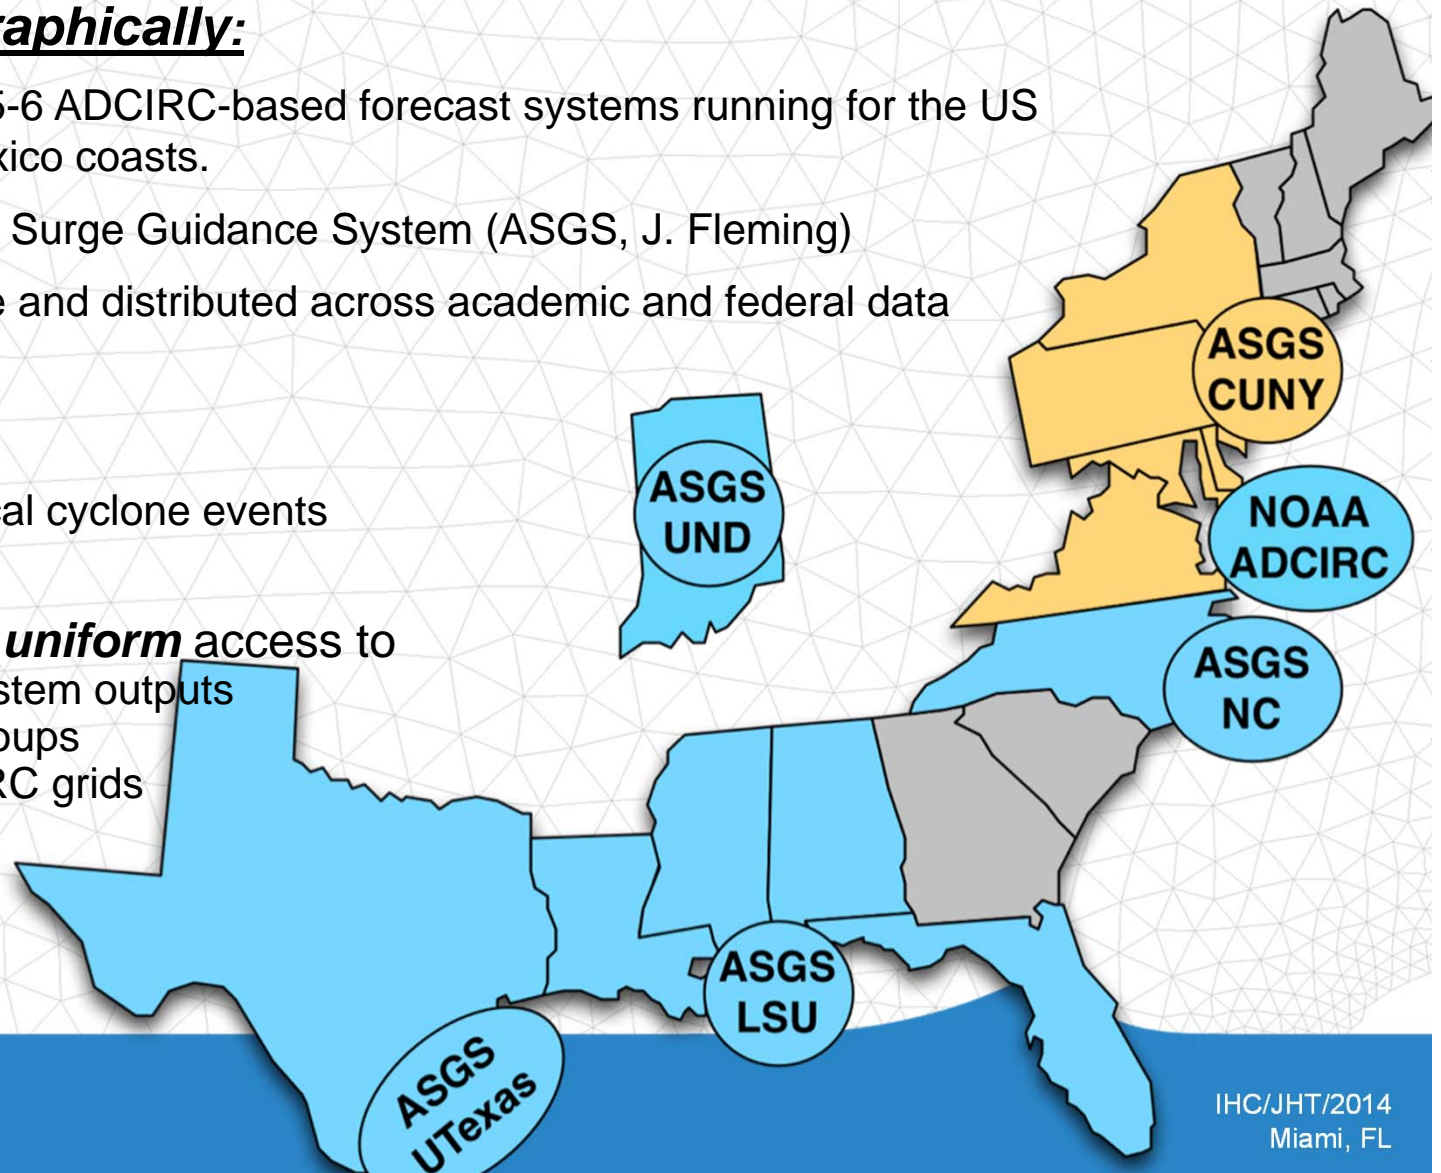 raphically:
5-6 ADCIRC-based forecast systems running for the US
xico coasts.
Surge Guidance System (ASGS, J. Fleming)
e and distributed across academic and federal data
cal cyclone events
uniform access to
stem outputs
oups
RC grids
ASGS
CUNY
ASGS
UND
NOAA
ADCIRC
ASGS
NC
ASGS
LSU
ASGS
UTexas
IHC/JHT/2014
Miami, FL